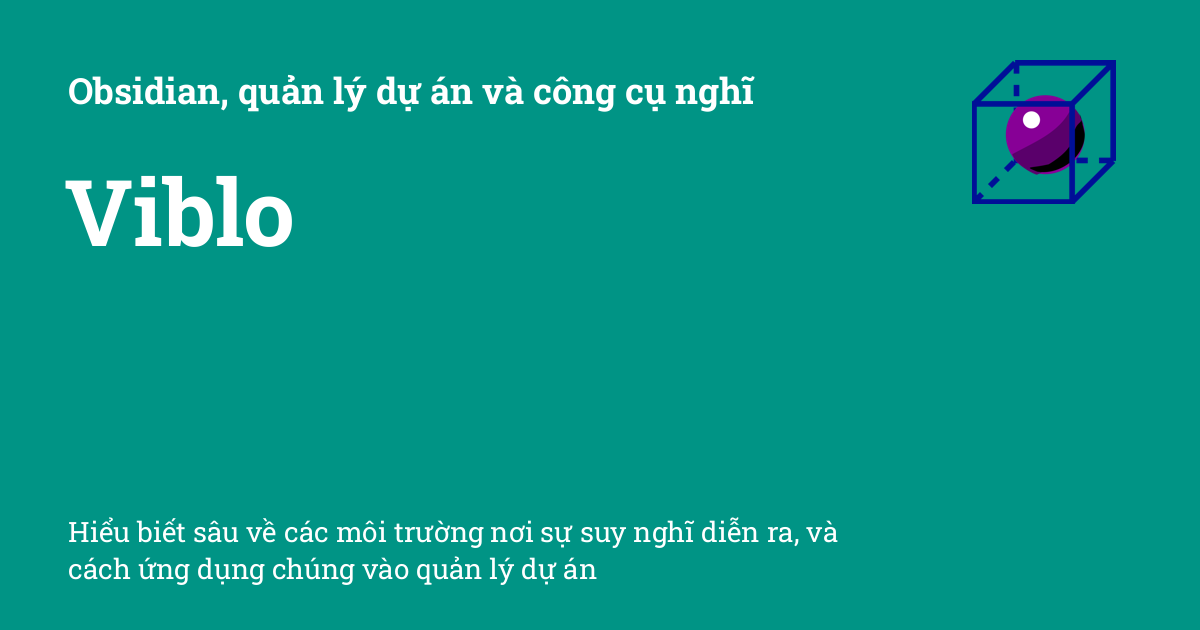 Obsidian, quản lý dự án và công cụ nghĩ
Viblo
Hiểu biết sâu về các môi trường nơi sự suy nghĩ diễn ra, và
cách ứng dụng chúng vào quản lý dự án